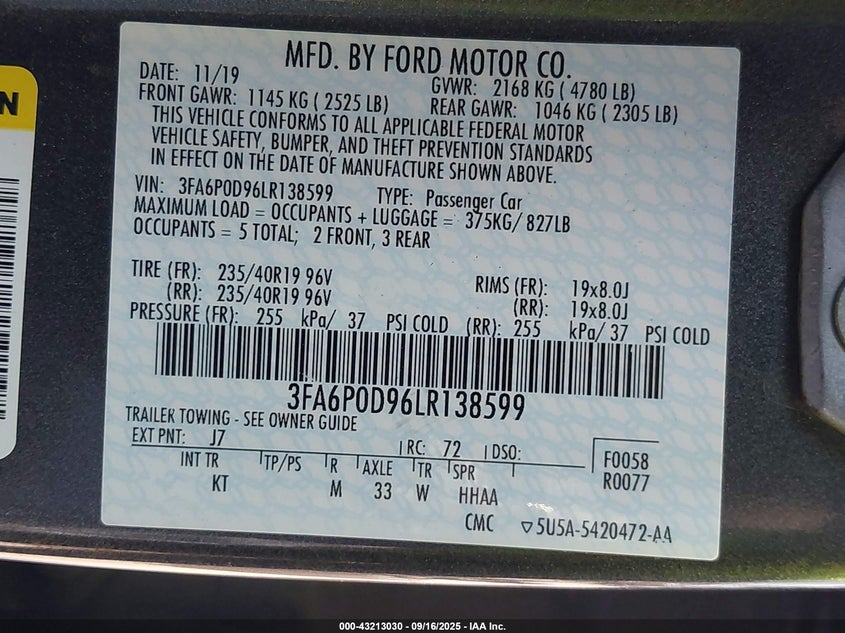 N
MFD. BY FORD MOTOR CO.
DATE: 11/19 GVWR: 2168 KG ( 4780 LB)
FRONT GAWR: 1145 KG ( 2525 LB) REAR GAWR: 1046 KG ( 2305 LB)
THIS VEHICLE CONFORMS TO ALL APPLICABLE FEDERAL MOTOR
VEHICLE SAFETY, BUMPER, AND THEFT PREVENTION STANDARDS
IN EFFECT ON THE DATE OF MANUFACTURE SHOWN ABOVE.
VIN: 3FA6P0D96LR138599 TYPE: Passenger Car
MAXIMUM LOAD = OCCUPANTS + LUGGAGE = 375KG/ 827LB
OCCUPANTS = 5 TOTAL; 2 FRONT, 3 REAR
TIRE (FR): 235/40R19 96V RIMS (FR): 19x8.0J
(RR): 235/40R19 96V (RR): 19x8.0J
PRESSURE (FR): 255 kPa/ 37 PSI COLD (RR): 255 kPa/ 37 PSI COLD
3FA6P0D96LR138599
TRAILER TOWING - SEE OWNER GUIDE
EXT PNT: J7 RC: 72 DSO: F0058
INT TR TP/PS R AXLE TR SPR R0077
KT M 33 W HHAA
CMC 5U5A-5420472-AA
000-43213030 - 09/16/2025 - IAA Inc.